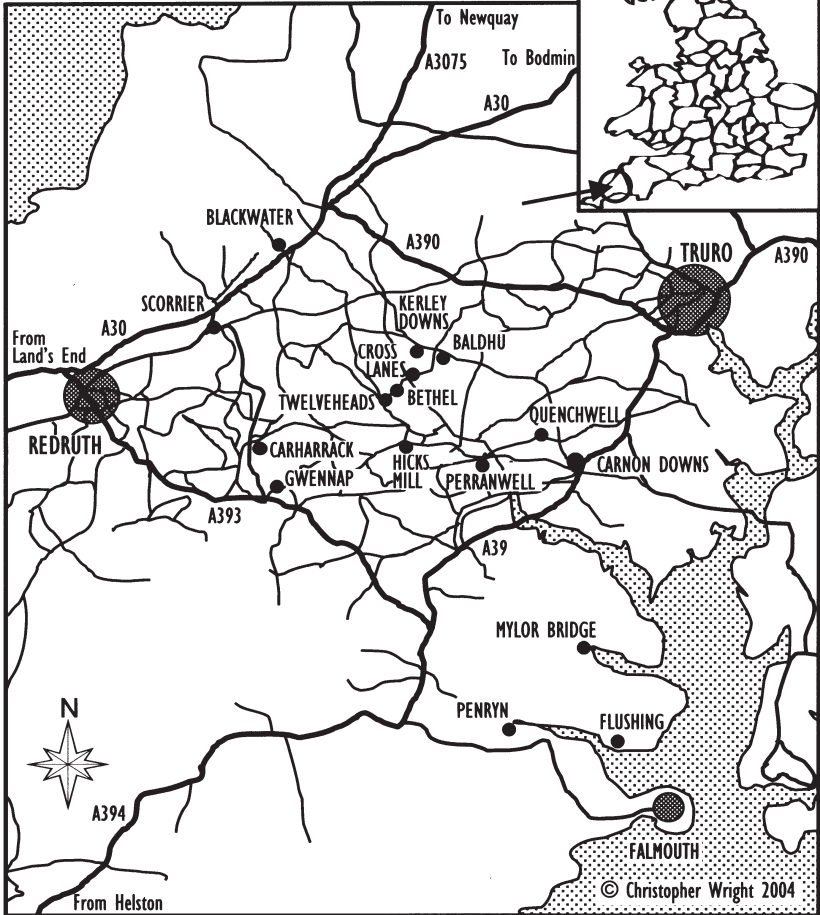 To Newquay
A3075
To Bodmin
A30
BLACKWATER
A390
TRURO
A390
SCORRIER
KERLEY
DOWNS
A30
From
Land's End
CROSS
LANES
BALDHU
TWELVEHEADS
BETHEL
QUENCHWELL
REDRUTH
CARHARRACK
HICKS
MILL
PERRANWELL
CARNON DOWNS
GWENNAP
A393
A39
MYLOR BRIDGE
N
PENRYN
FLUSHING
A394
FALMOUTH
From Helston
© Christopher Wright 2004